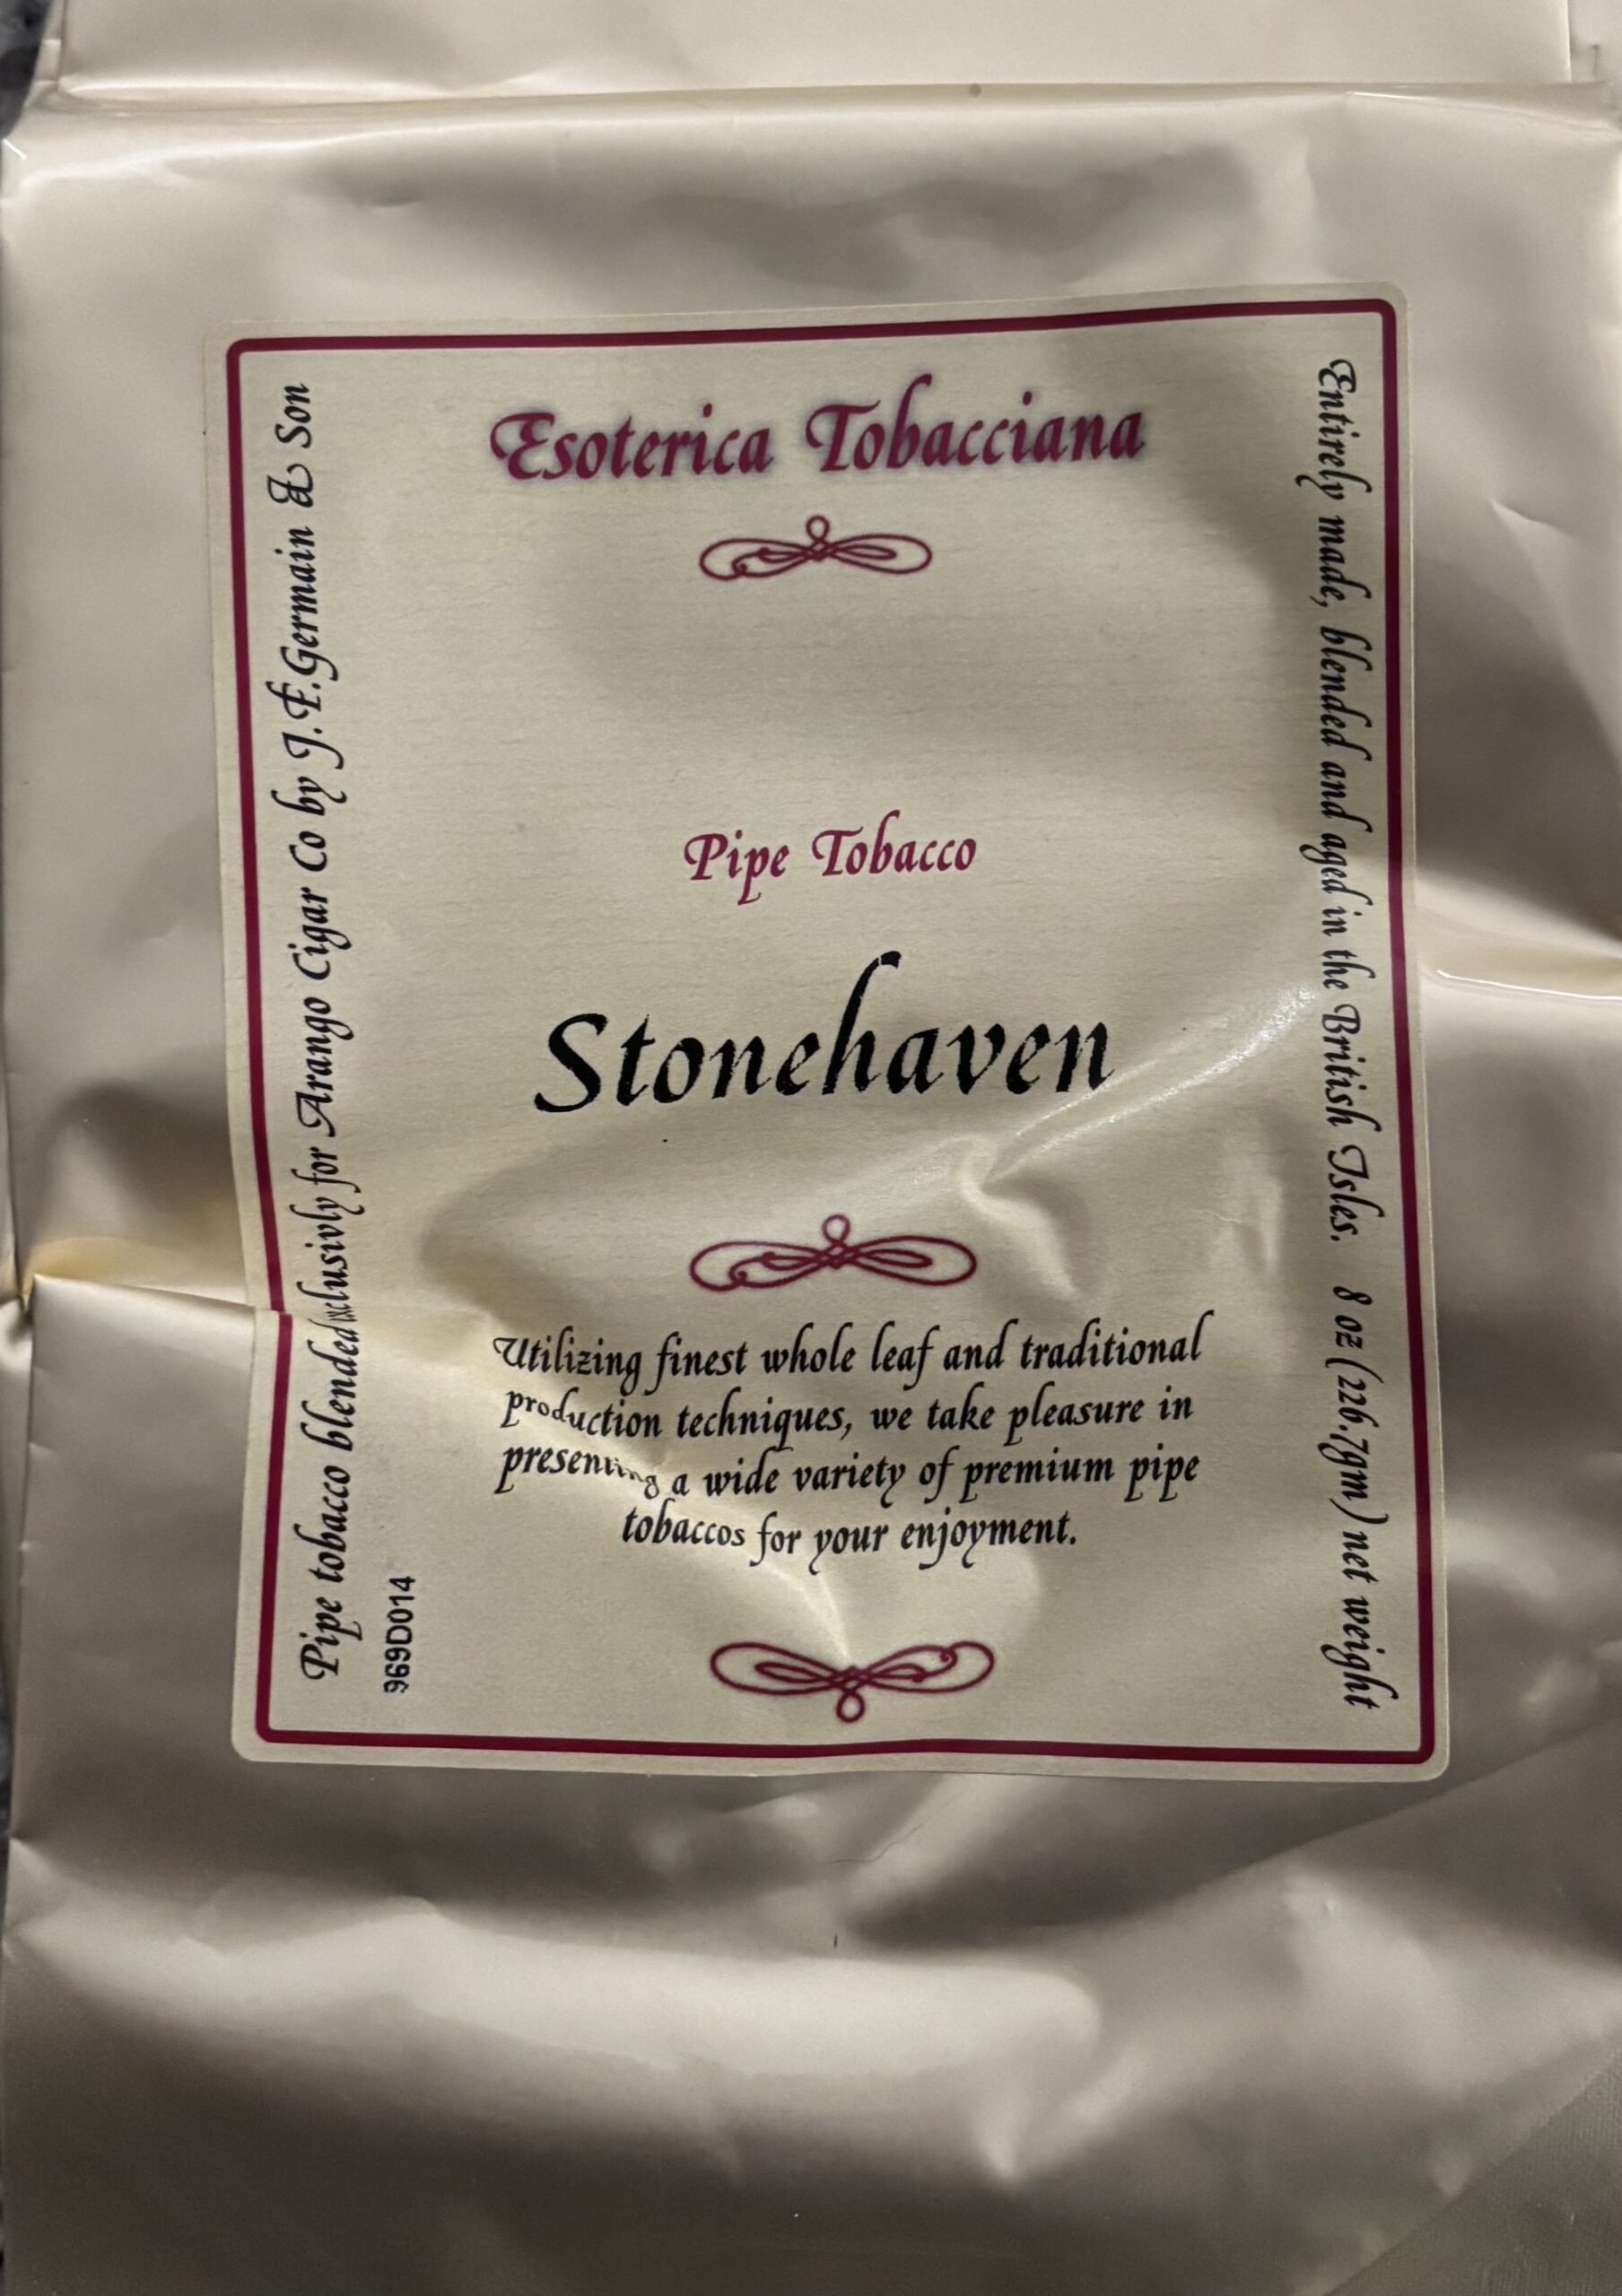 Esoterica Tobacciana
Pipe Tobacco
Stonehaven
Utilizing finest whole leaf and traditional
production techniques, we take pleasure in
presenting a wide variety of premium pipe
tobaccos for your enjoyment.
Pipe tobacco blended exclusivly for Arango Cigar Co by J.F.Germain & Son
969D014
Entirely made, blended and aged in the British Isles. 8 oz (226.7gm) net weight